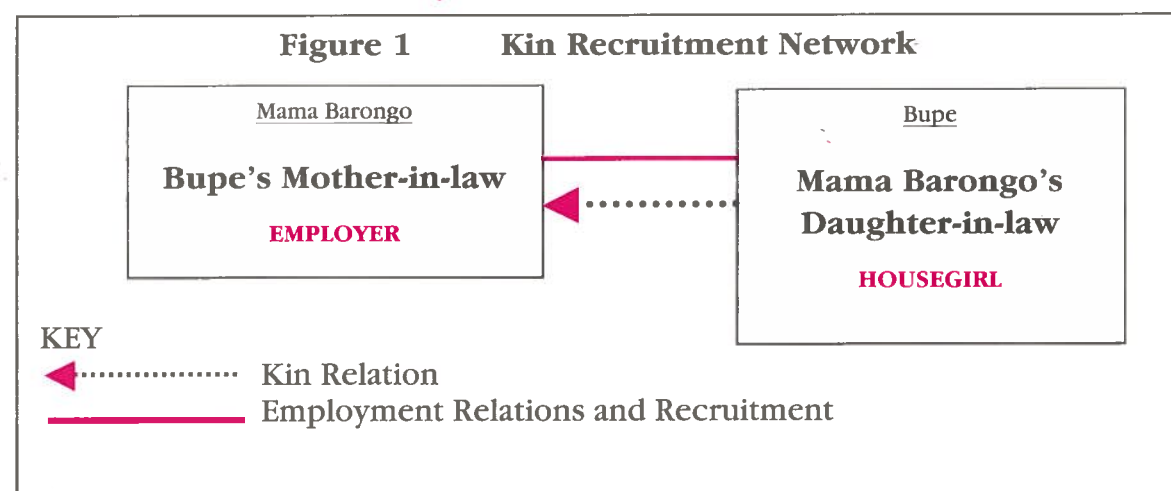 Figure 1 Kin Recruitment Network
Mama Barongo
Bupe's Mother-in-law
EMPLOYER
Bupe
Mama Barongo's
Daughter-in-law
HOUSEGIRL
KEY
Kin Relation
Employment Relations and Recruitment